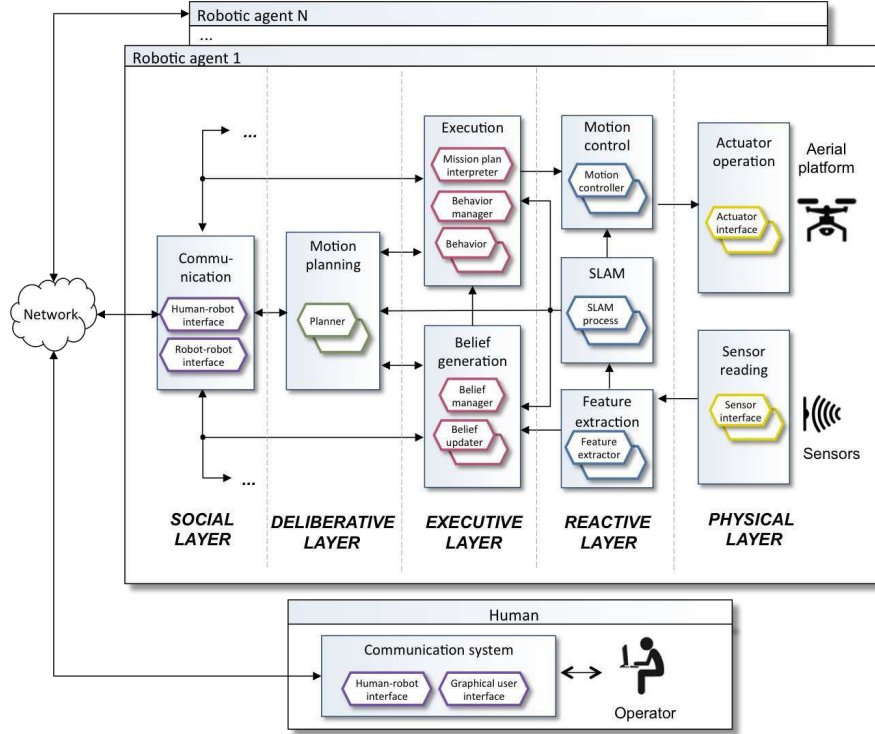 Robotic agent N
...
Robotic agent 1
...
Execution
Mission plan
interpreter
Behavior
manager
Behavior
Motion
control
Motion
controller
Actuator
operation
Actuator
interface
Aerial
platform
Commu-
nication
Human-robot
interface
Robot-robot
interface
Motion
planning
Planner
SLAM
SLAM
process
Network
Belief
generation
Belief
manager
Belief
updater
Feature
extraction
Feature
extractor
Sensor
reading
Sensor
interface
Sensors
...
SOCIAL
LAYER
DELIBERATIVE
LAYER
EXECUTIVE
LAYER
REACTIVE
LAYER
PHYSICAL
LAYER
Human
Communication system
Human-robot
interface
Graphical user
interface
Operator